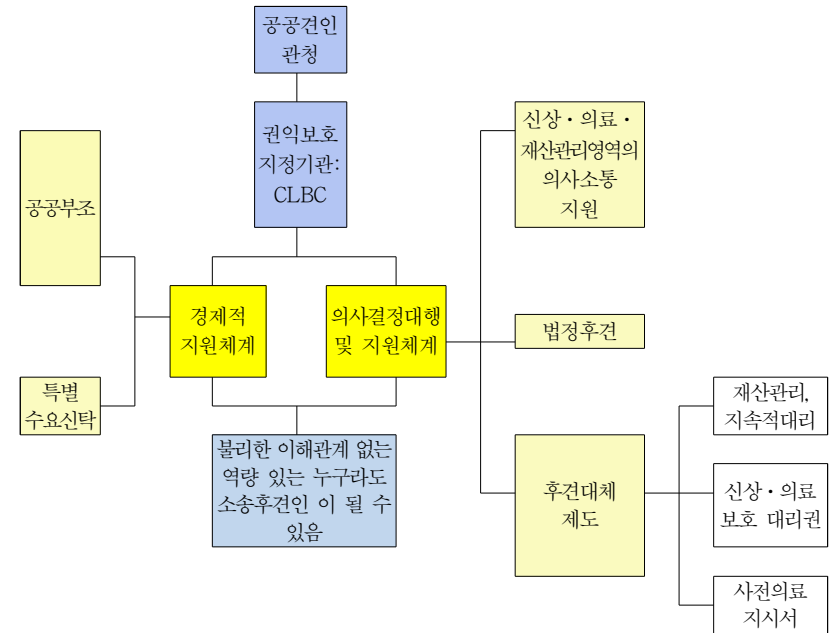 공공견인
관청
권익보호
지정기관:
CLBC
공공부조
특별
수요신탁
경제적
지원체계
의사결정대행
및 지원체계
불리한 이해관계 없는
역량 있는 누구라도
소송후견인 이 될 수
있음
신상·의료·
재산관리영역의
의사소통
지원
법정후견
후견대체
제도
재산관리,
지속적대리
신상·의료
보호 대리권
사전의료
지시서